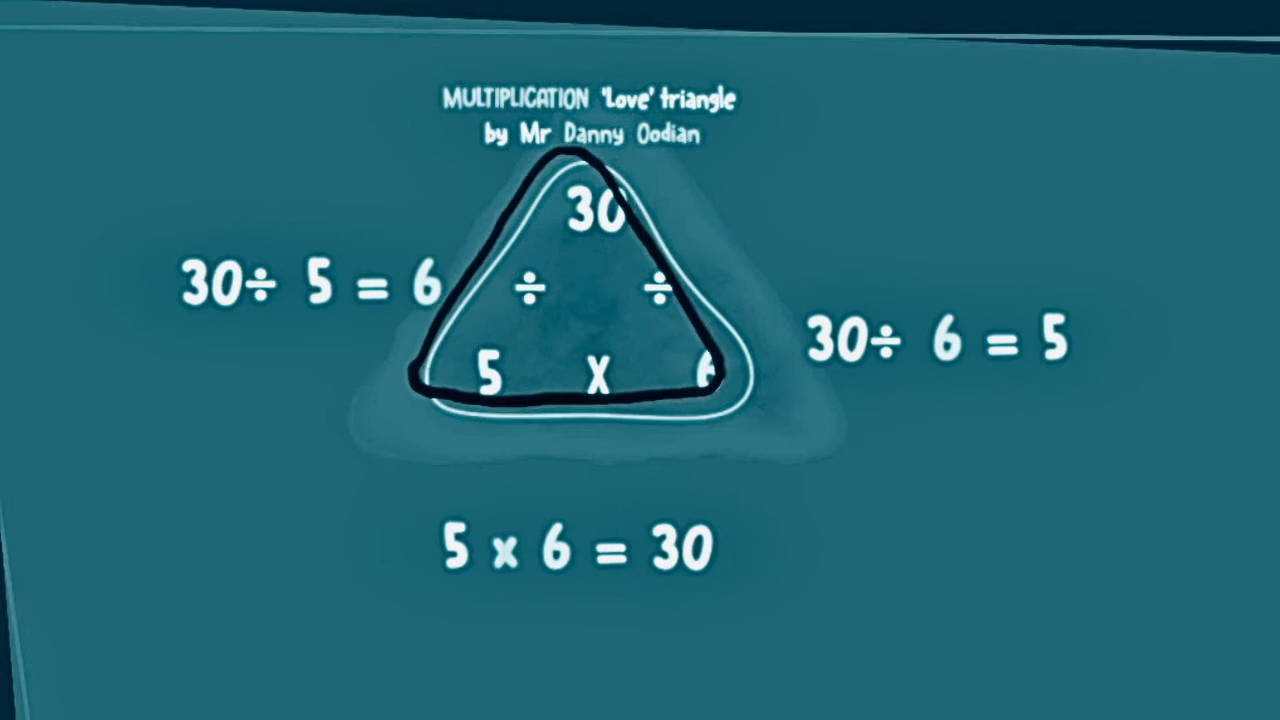 MULTIPLICATION 'Love' triangle
by Mr Danny Oodian
30
30÷ 5 = 6
÷ ÷
30÷ 6 = 5
5 x 6
5 x 6 = 30